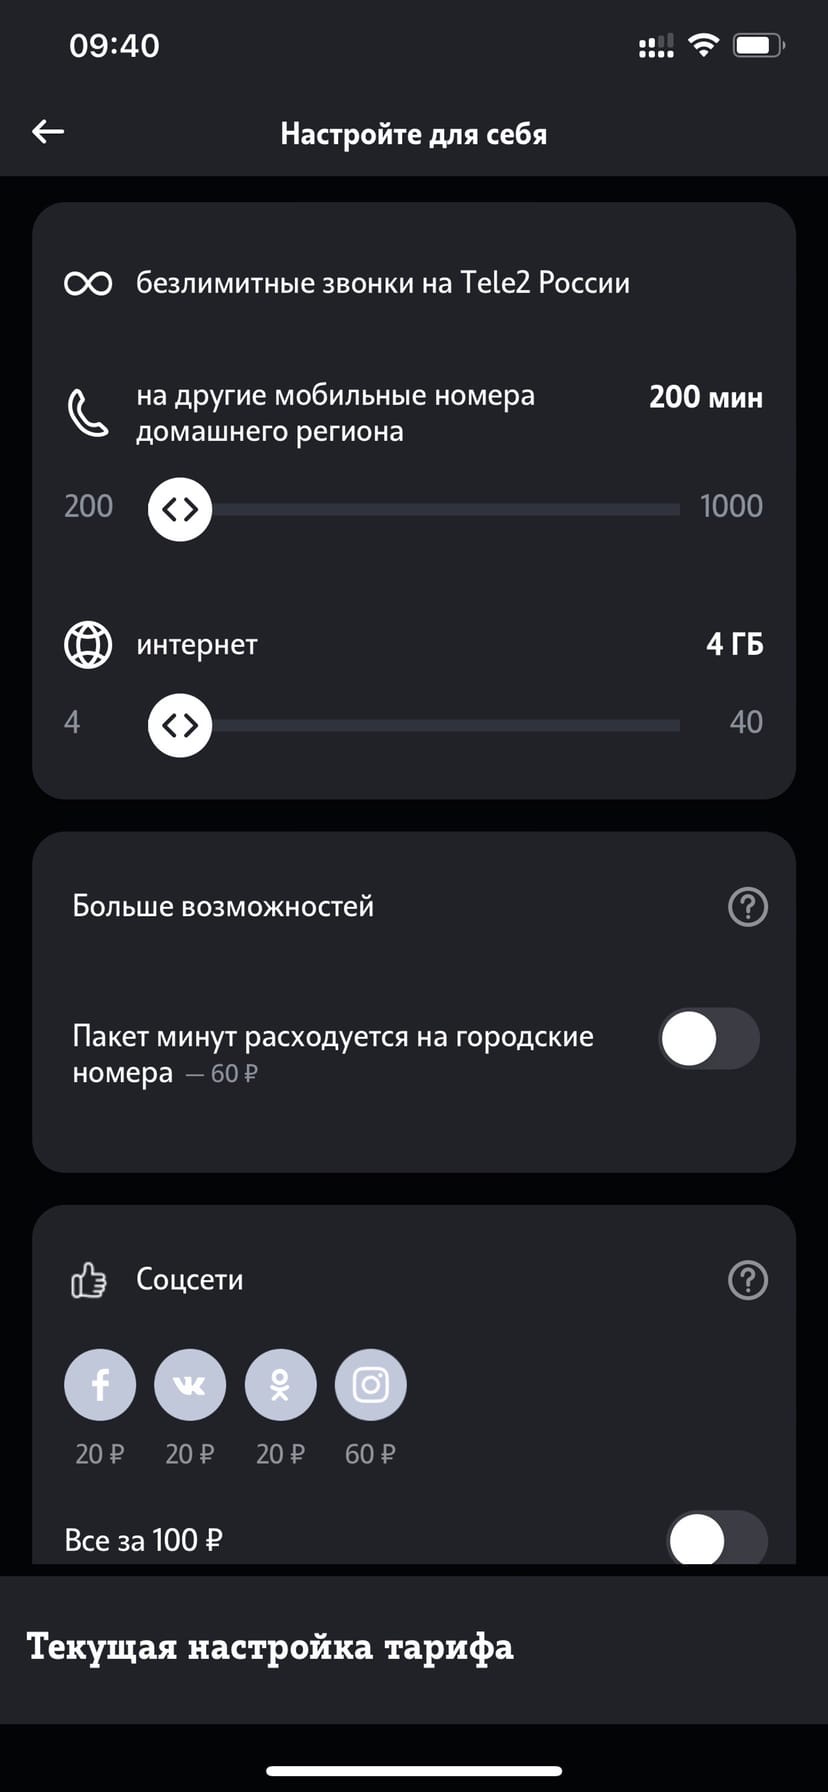 09:40
Настройте для себя
безлимитные звонки на Tele2 России
на другие мобильные номера
домашнего региона
200 мин
200
1000
интернет
4 ГБ
4
40
Больше возможностей
?
Пакет минут расходуется на городские
номера — 60 ₽
Соцсети
?
20 ₽ 20 ₽ 20 ₽ 60 ₽
Все за 100 ₽
Текущая настройка тарифа